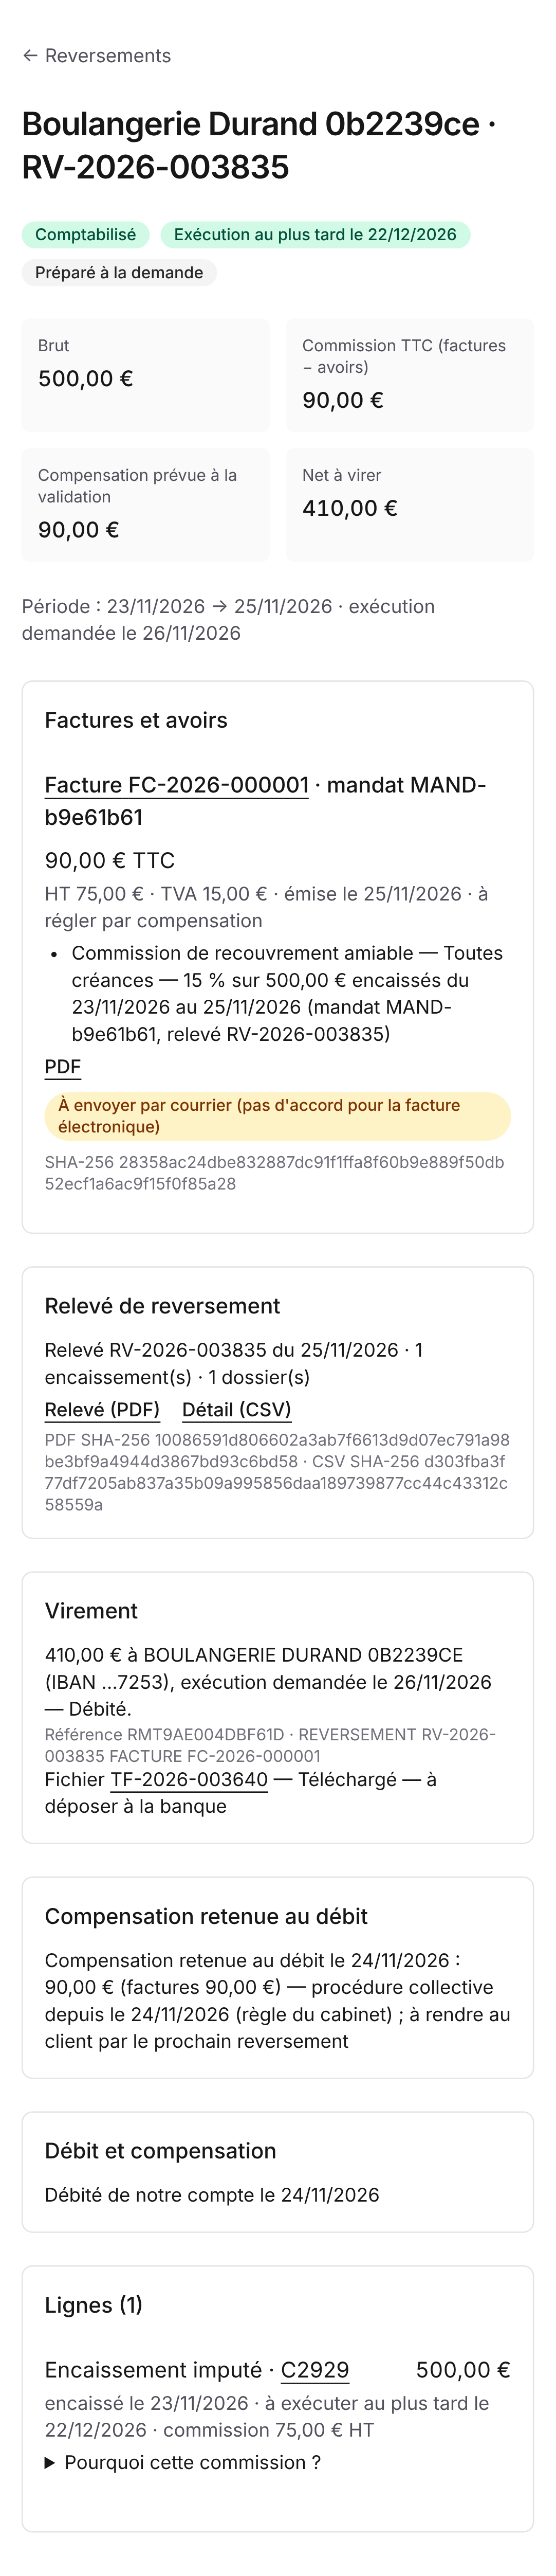 ← Reversements
Boulangerie Durand 0b2239ce ·
RV-2026-003835
Comptabilisé
Exécution au plus tard le 22/12/2026
Préparé à la demande
Brut
500,00 €
Commission TTC (factures
− avoirs)
90,00 €
Compensation prévue à la
validation
90,00 €
Net à virer
410,00 €
Période : 23/11/2026 → 25/11/2026 · exécution
demandée le 26/11/2026
Factures et avoirs
Facture FC-2026-000001 · mandat MAND-
b9e61b61
90,00 € TTC
HT 75,00 € · TVA 15,00 € · émise le 25/11/2026 · à
régler par compensation
• Commission de recouvrement amiable — Toutes
créances — 15 % sur 500,00 € encaissés du
23/11/2026 au 25/11/2026 (mandat MAND-
b9e61b61, relevé RV-2026-003835)
PDF
À envoyer par courrier (pas d'accord pour la facture
électronique)
SHA-256 28358ac24dbe832887dc91f1ffa8f60b9e889f50db
52ecf1a6ac9f15f0f85a28
Relevé de reversement
Relevé RV-2026-003835 du 25/11/2026 · 1
encaissement(s) · 1 dossier(s)
Relevé (PDF) Détail (CSV)
PDF SHA-256 10086591d806602a3ab7f6613d9d07ec791a98
be3bf9a4944d3867bd93c6bd58 · CSV SHA-256 d303fba3f
77df7205ab837a35b09a995856daa189739877cc44c43312c
58559a
Virement
410,00 € à BOULANGERIE DURAND 0B2239CE
(IBAN …7253), exécution demandée le 26/11/2026
— Débité.
Référence RMT9AE004DBF61D · REVERSEMENT RV-2026-
003835 FACTURE FC-2026-000001
Fichier TF-2026-003640 — Téléchargé — à
déposer à la banque
Compensation retenue au débit
Compensation retenue au débit le 24/11/2026 :
90,00 € (factures 90,00 €) — procédure collective
depuis le 24/11/2026 (règle du cabinet) ; à rendre au
client par le prochain reversement
Débit et compensation
Débité de notre compte le 24/11/2026
Lignes (1)
Encaissement imputé · C2929 500,00 €
encaissé le 23/11/2026 · à exécuter au plus tard le
22/12/2026 · commission 75,00 € HT
▶ Pourquoi cette commission ?